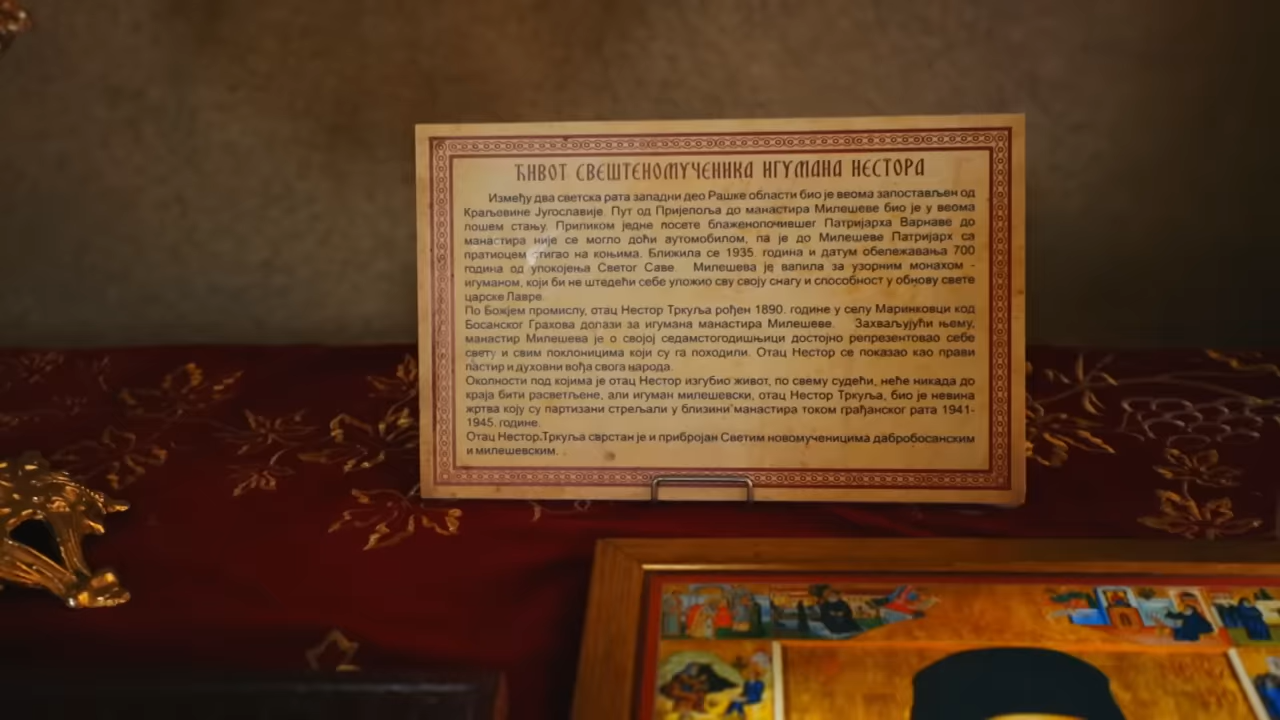 ЋИВОТ СВЕШТЕНОМУЧЕНИКА ИГУМАНА НЕСТОРА
Између два светска рата западни део Рашке области био је веома запостављен од
Краљевине Југославије. Пут од Пријепоља до манастира Милешеве био је у веома
лошем стању. Приликом једне посете блаженопочившег Патријарха Варнаве до
манастира није се могло доћи аутомобилом, па је до Милешеве Патријарх са
пратиоцем стигао на коњима. Ближила се 1935. година и датум обележавања 700
година од упокојења Светог Саве. Милешева је вапила за узорним монахом -
игуманом, који би не штедећи себе уложио сву своју снагу и способност у обнову свете
царске Лавре.
По Божјем промислу, отац Нестор Тркуља рођен 1890. године у селу Маринковци код
Босанског Грахова долази за игумана манастира Милешеве. Захваљујући њему,
манастир Милешева је о својој седамстогодишњици достојно репрезентовао себе
свету и свим поклоницима који су га походили. Отац Нестор се показао као прави
пастир и духовни вођа свога народа.
Околности под којима је отац Нестор изгубио живот, по свему судећи, неће никада до
краја бити расветљене, али игуман милешевски, отац Нестор Тркуља, био је невина
жртва коју су партизани стрељали у близини манастира током грађанског рата 1941-
1945. године.
Отац Нестор Тркуља сврстан је и прибројан Светим новомученицима дабробосанским
и милешевским.